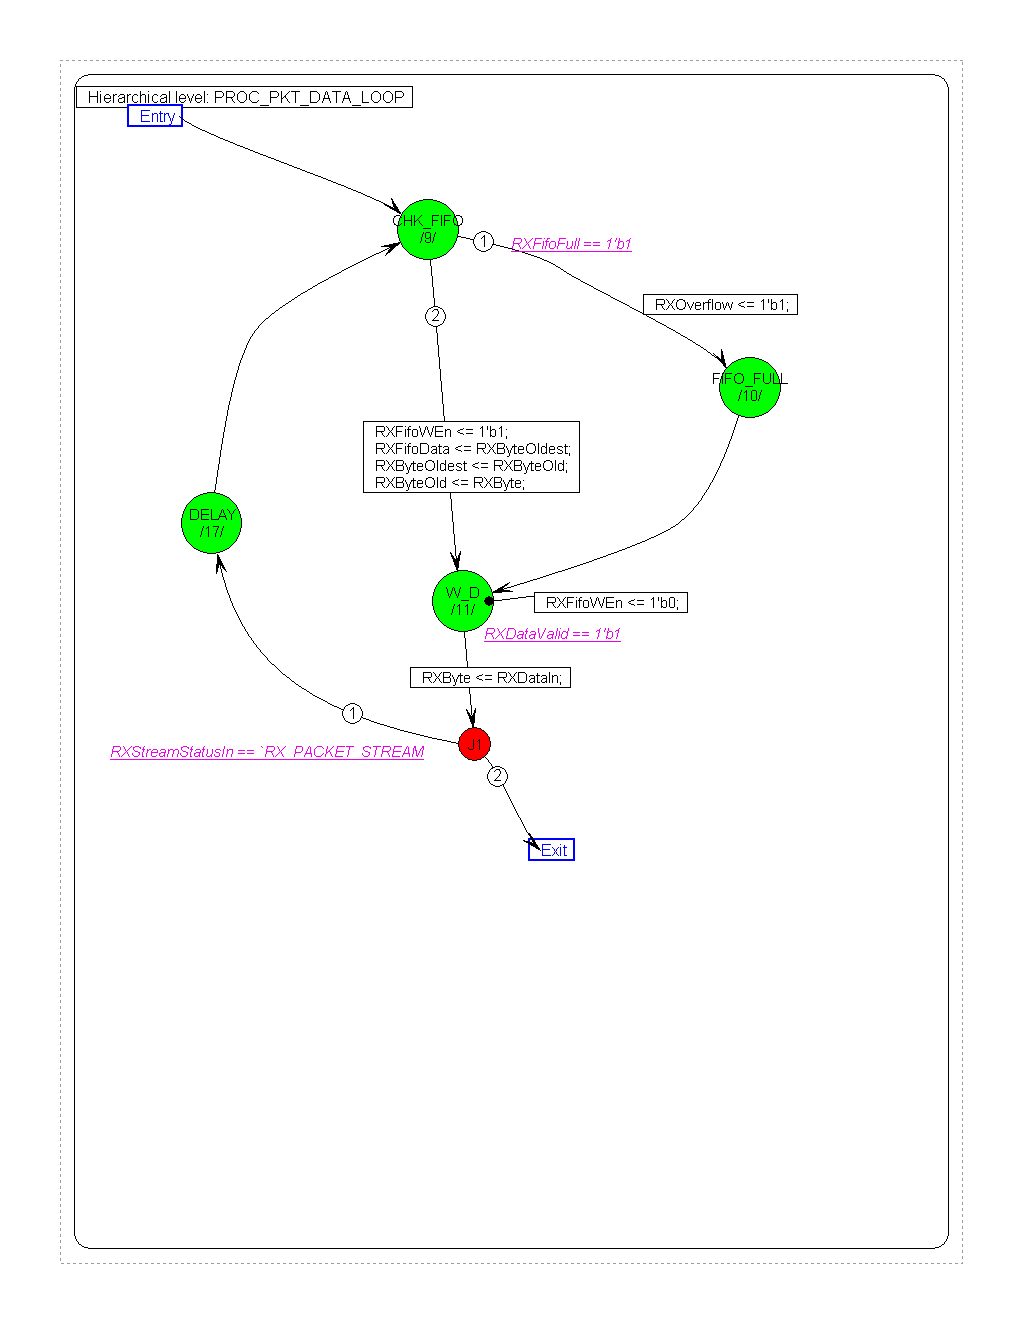 Hierarchical level: PROC_PKT_DATA_LOOP
Entry
CHK_FIFO
/9/
1
RXFifoFull == 1'b1
RXOverflow <= 1'b1;
2
FIFO_FULL
/10/
RXFifoWEn <= 1'b1;
RXFifoData <= RXByteOldest;
RXByteOldest <= RXByteOld;
RXByteOld <= RXByte;
DELAY
/17/
W_D
/11/
RXFifoWEn <= 1'b0;
RXDataValid == 1'b1
RXByte <= RXDataIn;
1
J1
RXStreamStatusIn == `RX_PACKET_STREAM
2
Exit